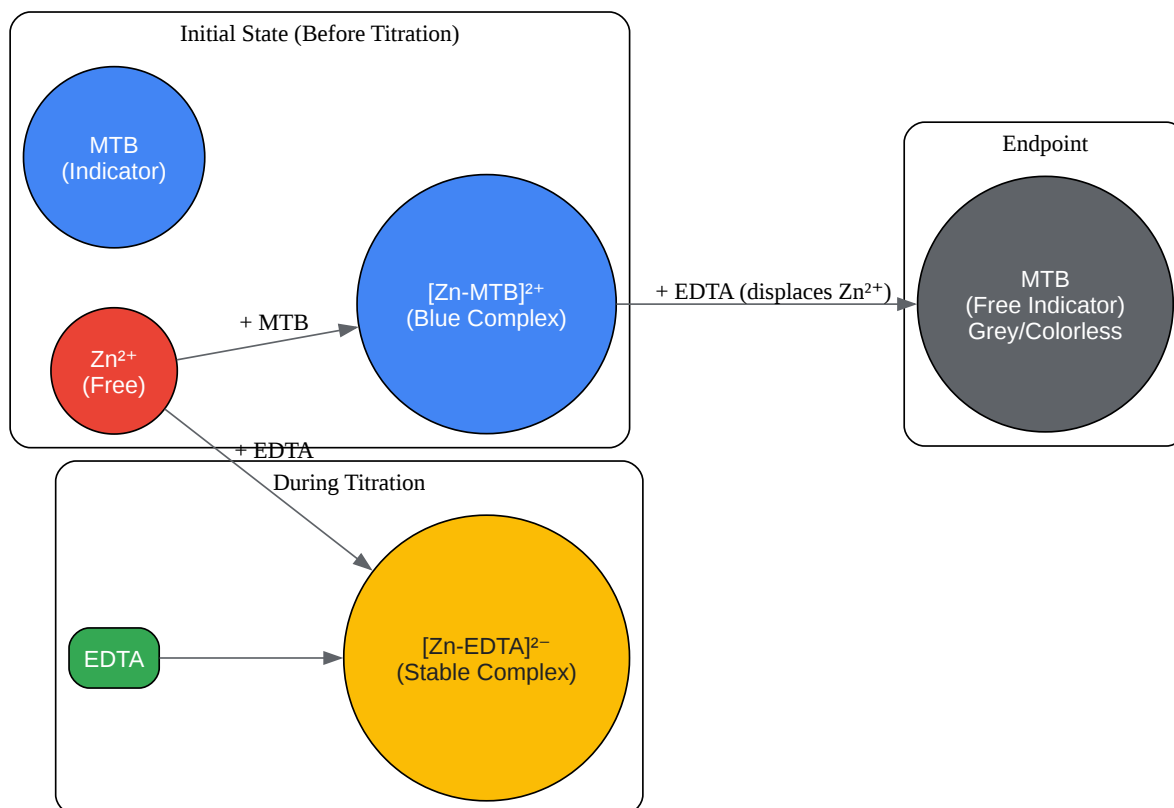 Initial State (Before Titration)
MTB
(Indicator)
Zn²⁺
(Free)
+ MTB
[Zn-MTB]²⁺
(Blue Complex)
+ EDTA (displaces Zn²⁺)
Endpoint
MTB
(Free Indicator)
Grey/Colorless
+ EDTA
During Titration
EDTA
[Zn-EDTA]²⁻
(Stable Complex)